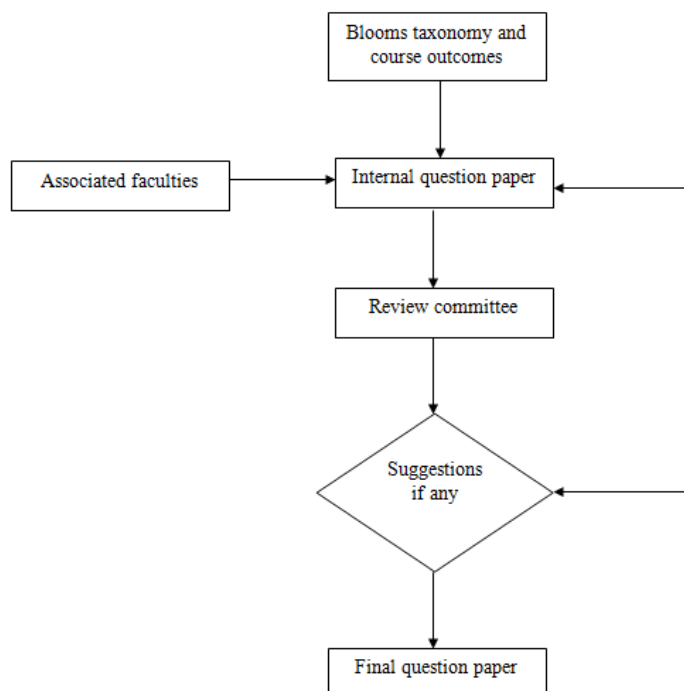 Blooms taxonomy and
course outcomes
Associated faculties
Internal question paper
Review committee
Suggestions
if any
Final question paper